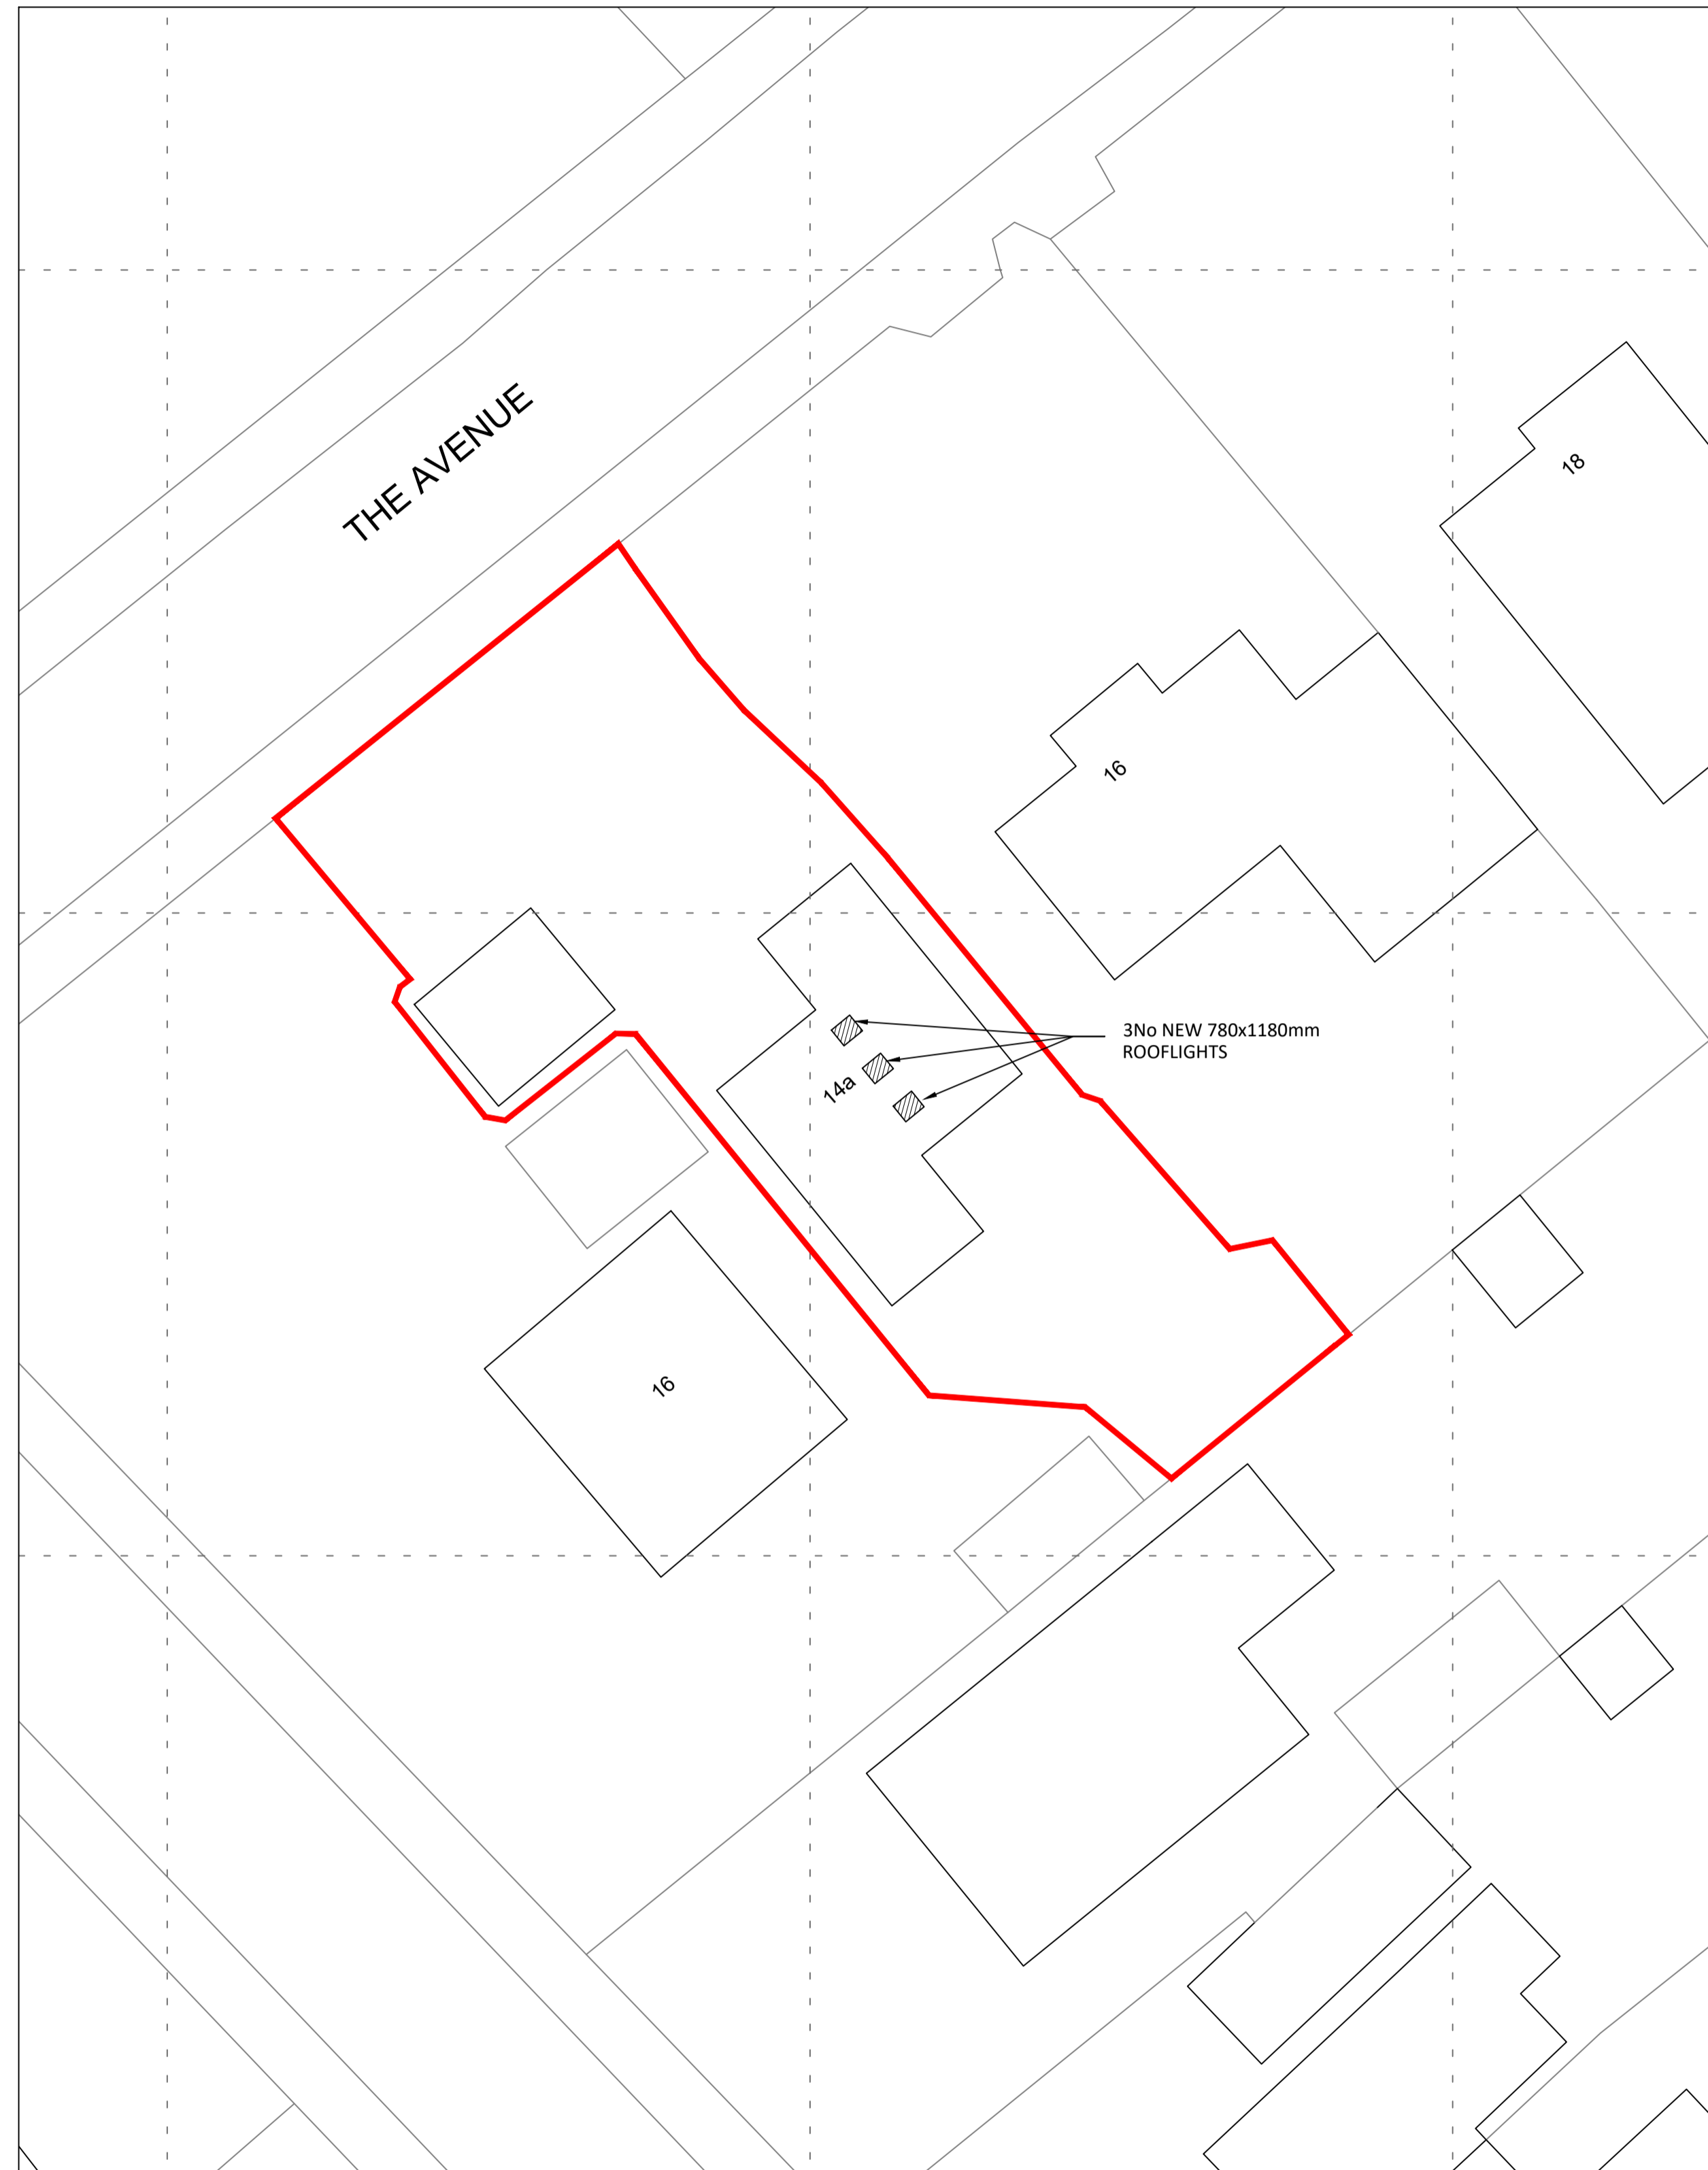 THE AVENUE
18
16
3No NEW 780x1180mm
ROOFLIGHTS
14a
16